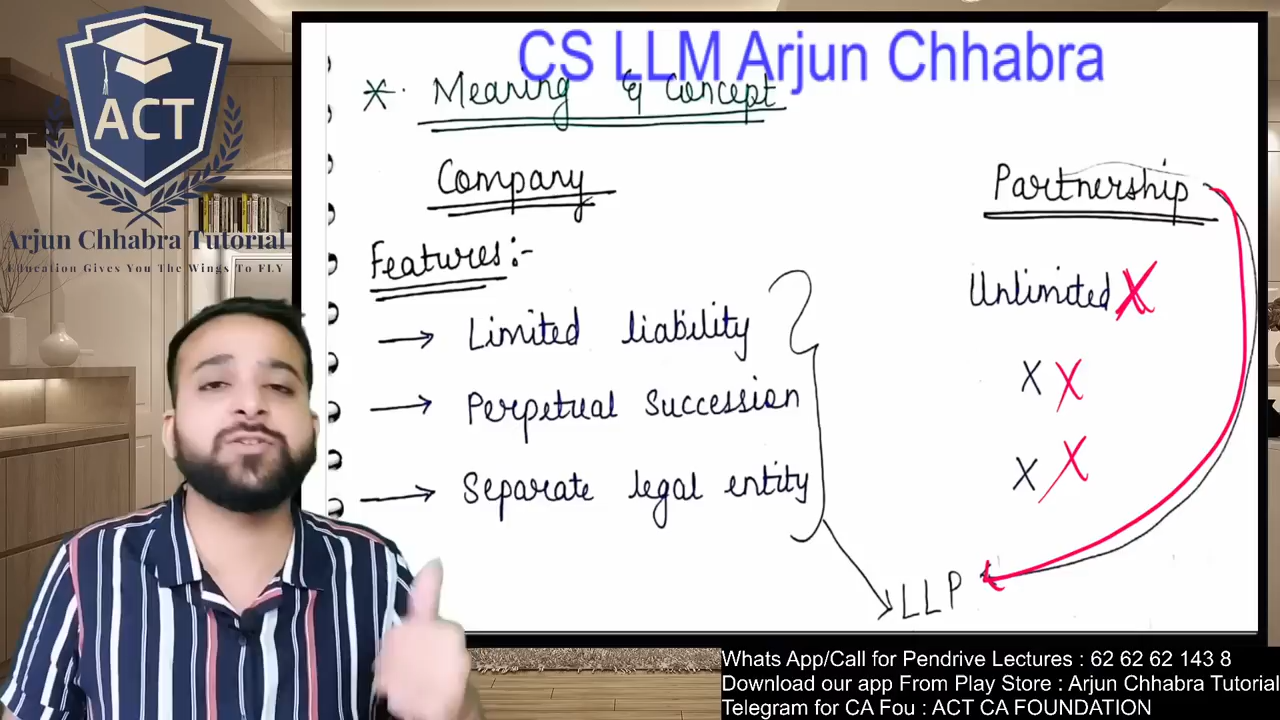 ACT
Arjun Chhabra Tutorial
Education Gives You The Wings To FLY
CS LLM Arjun Chhabra
* Meaning & Concept
Company
Partnership
Features:-
→ Limited liability
Unlimited X
→ Perpetual Succession
X X
→ Separate legal entity
X X
LLP
Whats App/Call for Pendrive Lectures : 62 62 62 143 8
Download our app From Play Store : Arjun Chhabra Tutorial
Telegram for CA Fou : ACT CA FOUNDATION